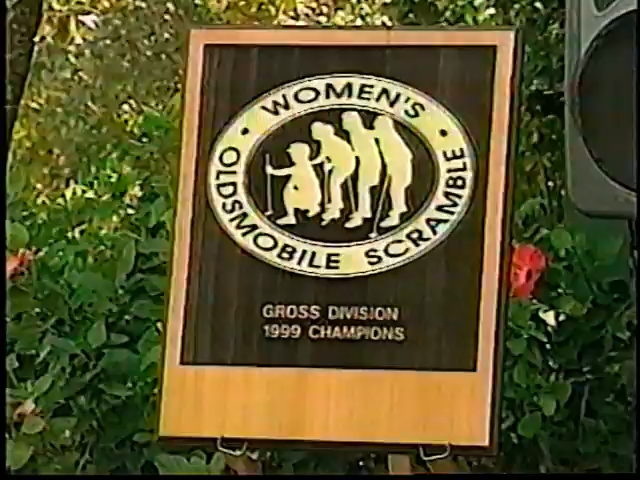 WOMEN'S
OLDSMOBILE SCRAMBLE
GROSS DIVISION
1999 CHAMPIONS